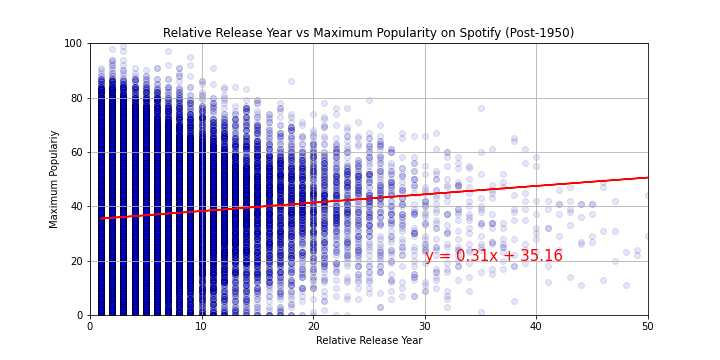 Relative Release Year vs Maximum Popularity on Spotify (Post-1950)
100
80
60
40
20
0
Maximum Populariy
y = 0.31x + 35.16
0 10 20 30 40 50
Relative Release Year